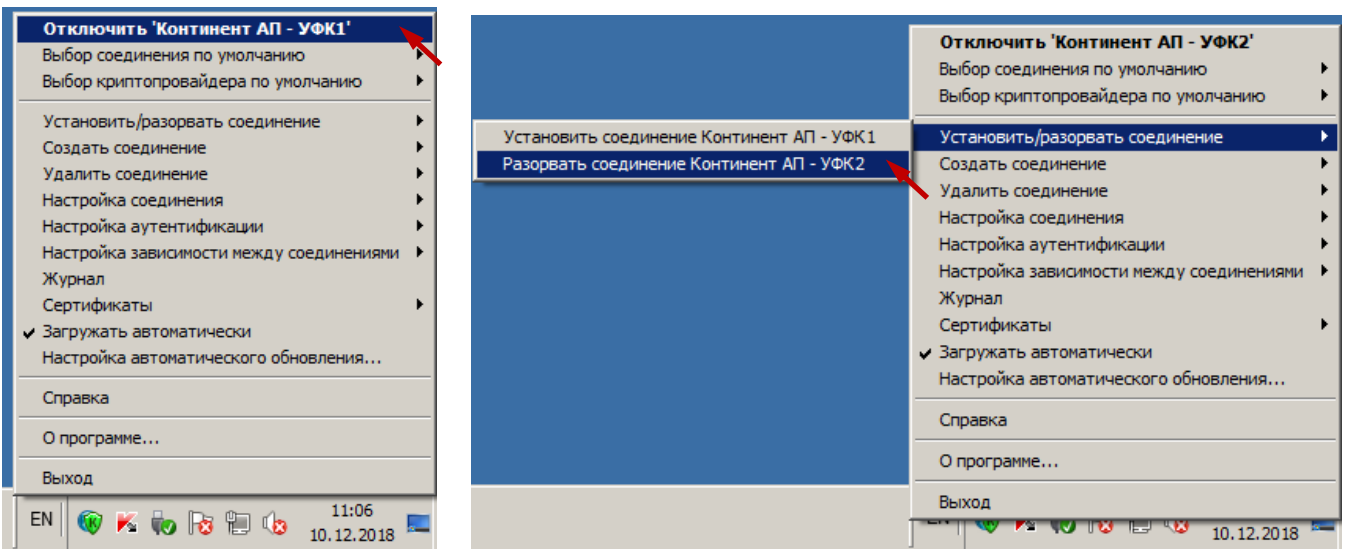 Отключить 'Континент АП - УФК1'
Выбор соединения по умолчанию
Выбор криптопровайдера по умолчанию
Установить/разорвать соединение
Создать соединение
Удалить соединение
Настройка соединения
Настройка аутентификации
Настройка зависимости между соединениями
Журнал
Сертификаты
Загружать автоматически
Настройка автоматического обновления...
Справка
О программе...
Выход
EN
11:06
10.12.2018
Установить соединение Континент АП - УФК1
Разорвать соединение Континент АП - УФК2
Отключить 'Континент АП - УФК2'
Выбор соединения по умолчанию
Выбор криптопровайдера по умолчанию
Установить/разорвать соединение
Создать соединение
Удалить соединение
Настройка соединения
Настройка аутентификации
Настройка зависимости между соединениями
Журнал
Сертификаты
Загружать автоматически
Настройка автоматического обновления...
Справка
О программе...
Выход
10.12.2018